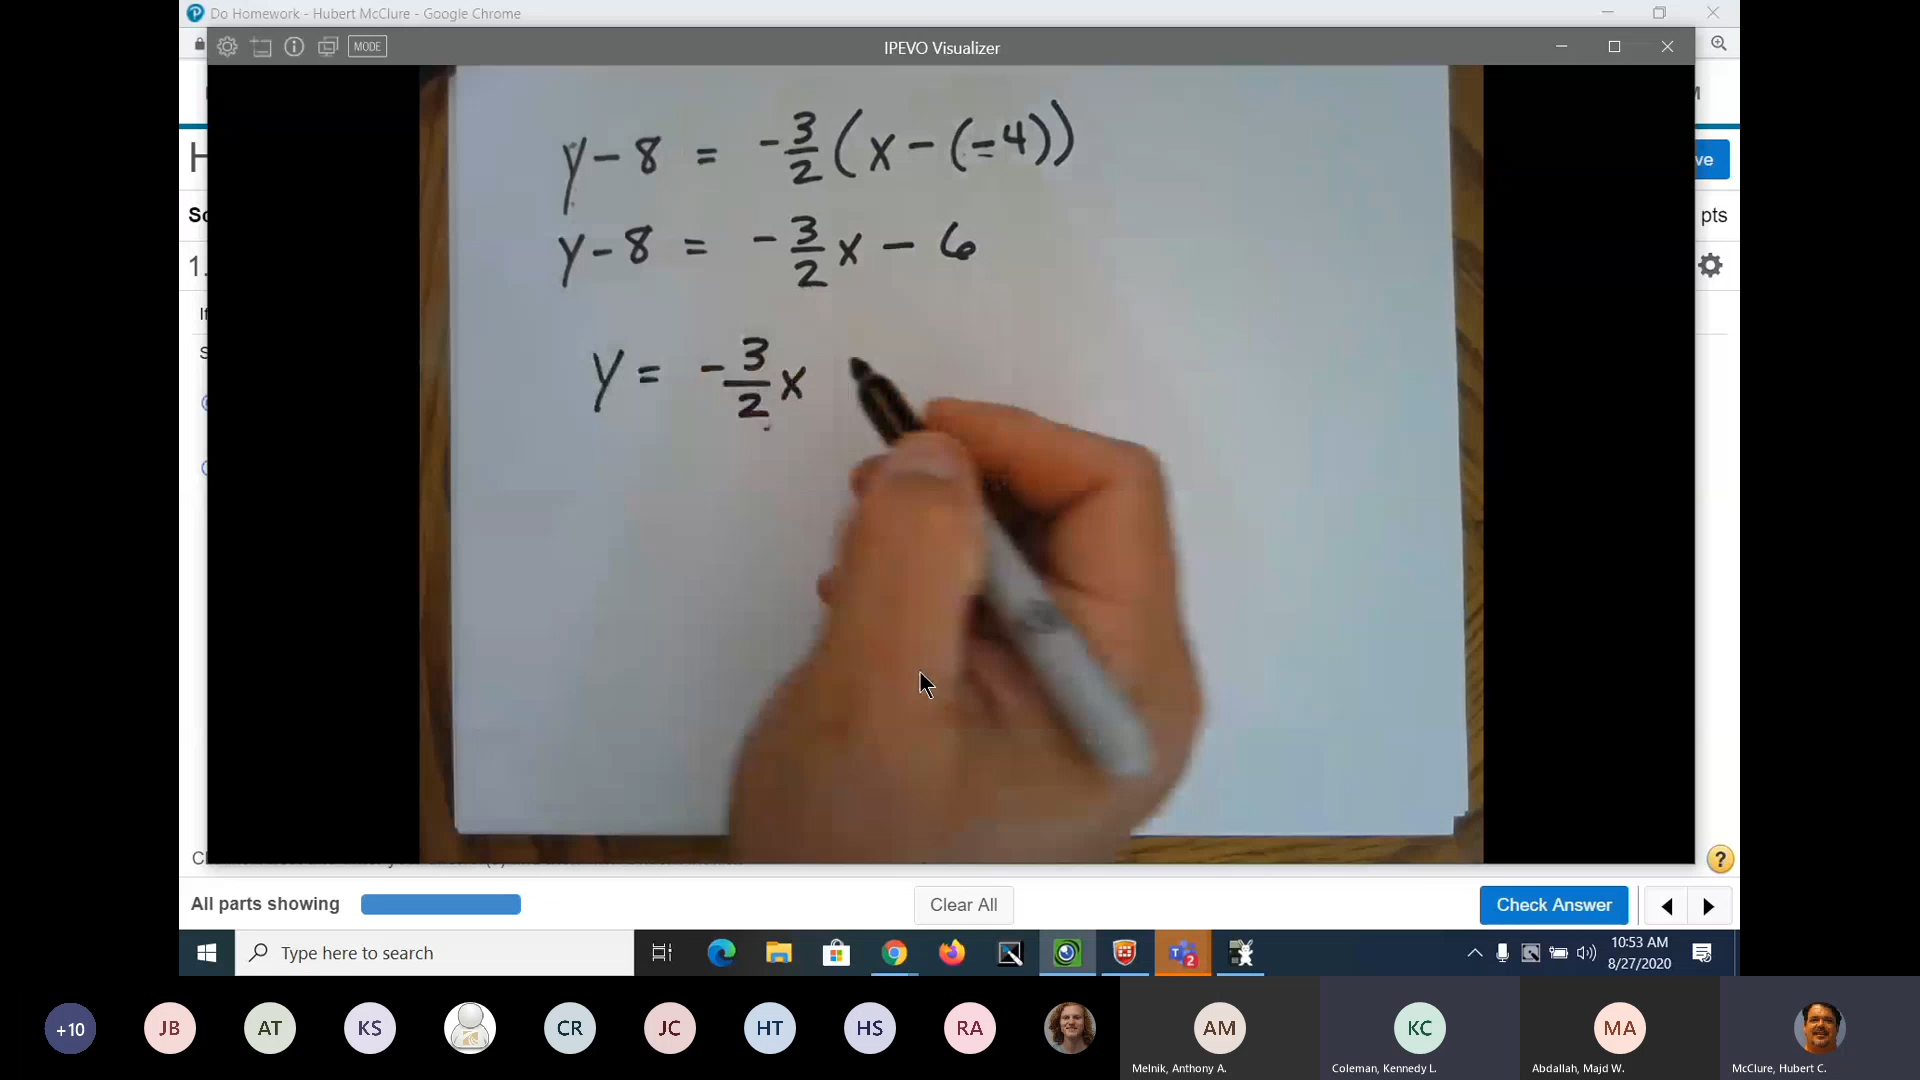 Do Homework - Hubert McClure - Google Chrome
MODE
IPEVO Visualizer
y - 8 = -3/2 (x - (-4))
ve
y - 8 = -3/2 x - 6
pts
1.
y = -3/2 x
All parts showing
Clear All
Check Answer
?
Type here to search
2
10:53 AM
8/27/2020
+10
JB
AT
KS
CR
JC
HT
HS
RA
AM
KC
MA
Melnik, Anthony A.
Coleman, Kennedy L.
Abdallah, Majd W.
McClure, Hubert C.